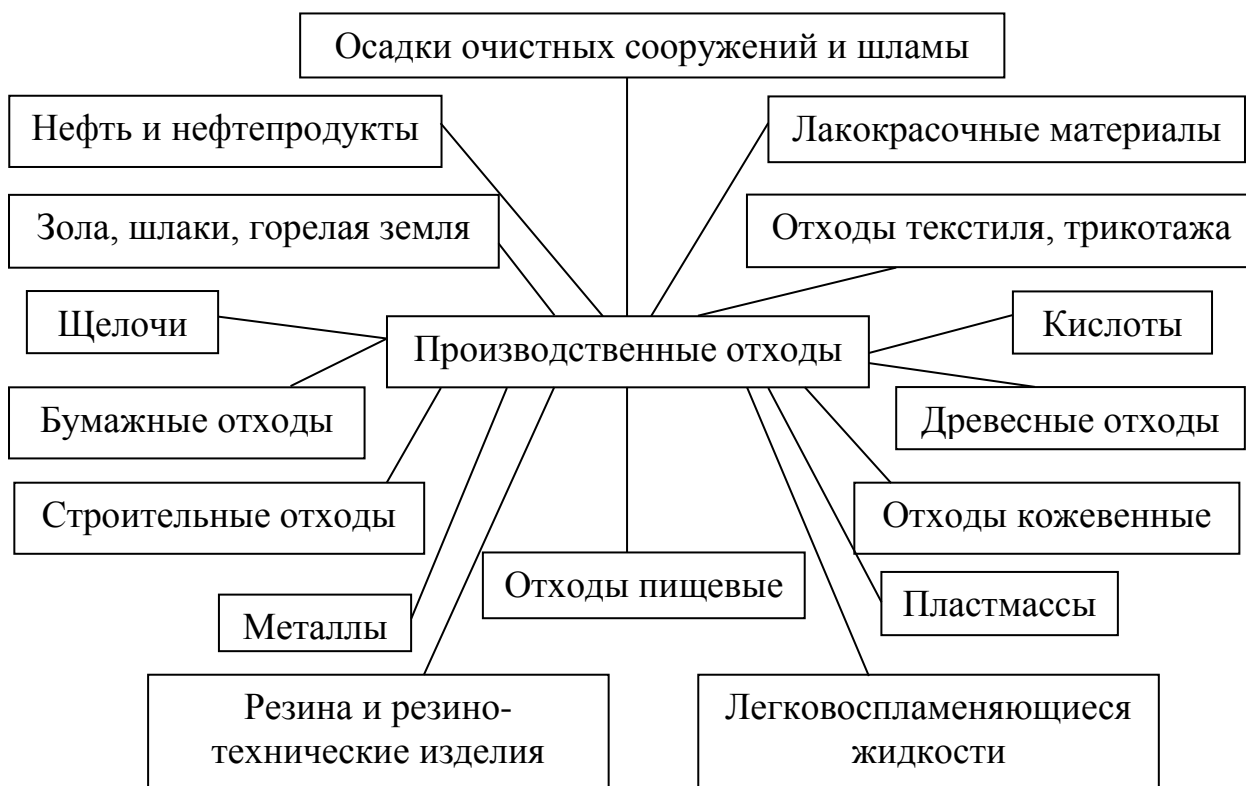 Осадки очистных сооружений и шламы
Нефть и нефтепродукты
Лакокрасочные материалы
Зола, шлаки, горелая земля
Отходы текстиля, трикотажа
Щелочи
Кислоты
Производственные отходы
Бумажные отходы
Древесные отходы
Строительные отходы
Отходы кожевенные
Отходы пищевые
Пластмассы
Металлы
Резина и резино-
технические изделия
Легковоспламеняющиеся
жидкости